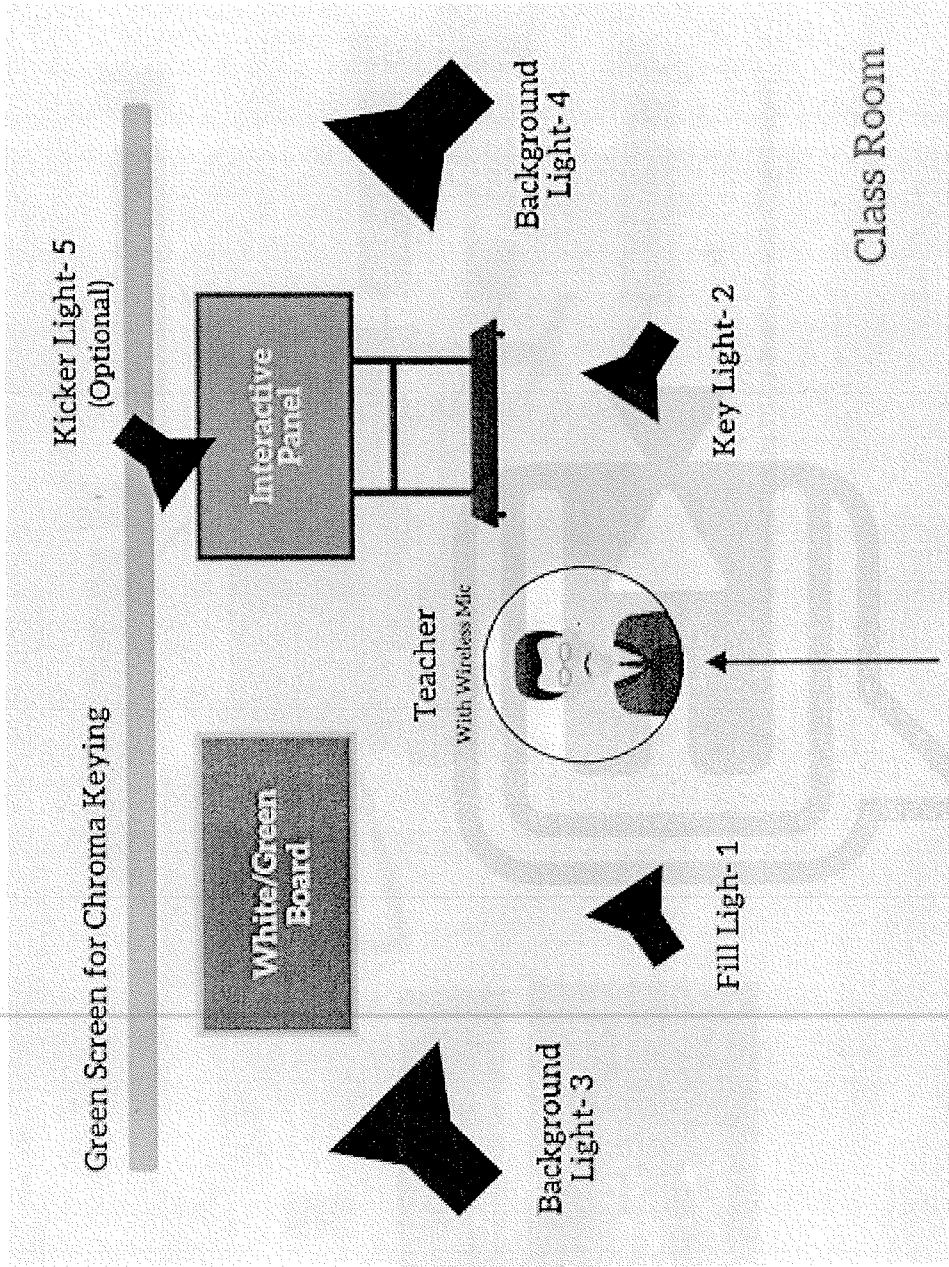 Green Screen for Chroma Keying
Kicker Light- 5
(Optional)
White/Green
Board
Interactive
Panel
Teacher
With Wireless Mic
Background
Light- 3
Background
Light- 4
Fill Ligh- 1
Key Light- 2
Class Room